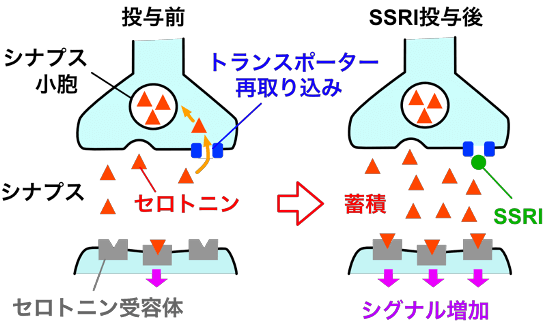 投与前
SSRI投与後
シナプス
小胞
トランスポーター
再取り込み
シナプス
セロトニン
蓄積
SSRI
セロトニン受容体
シグナル増加